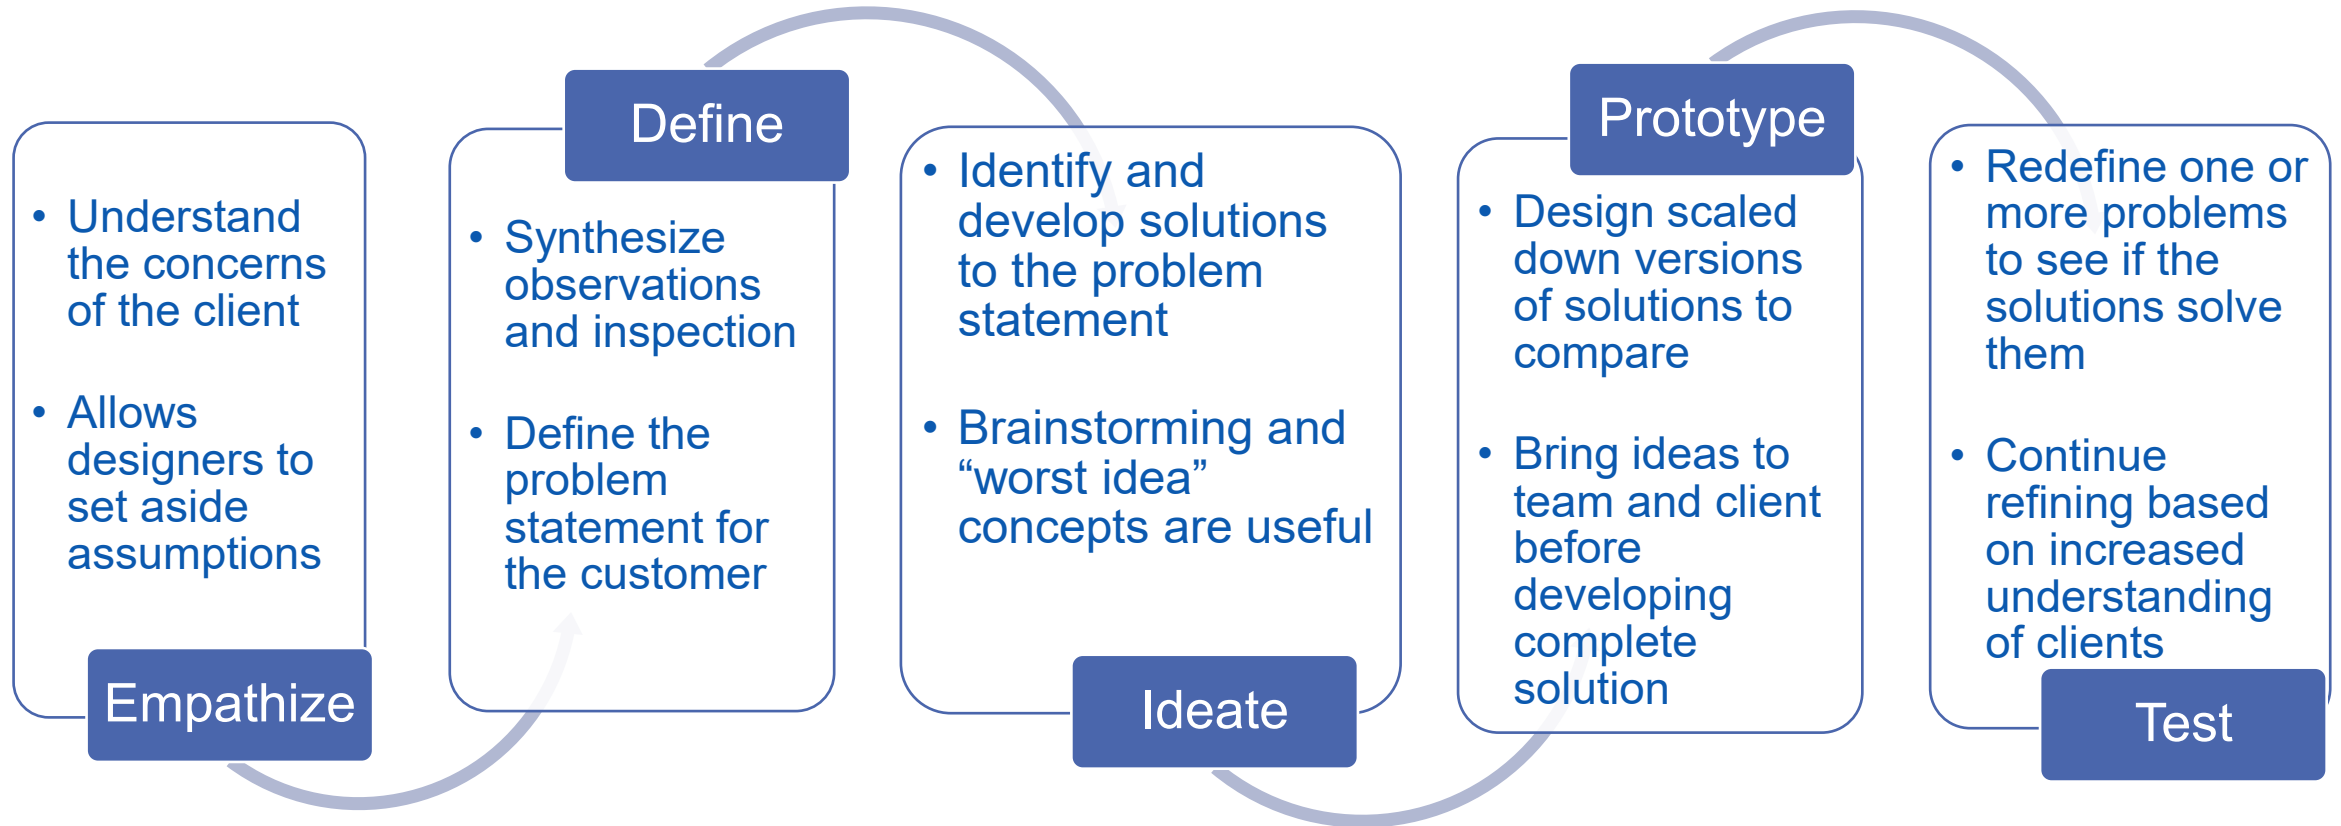 • Understand
the concerns
of the client
• Allows
designers to
set aside
assumptions
Empathize
Define
• Synthesize
observations
and inspection
• Define the
problem
statement for
the customer
• Identify and
develop solutions
to the problem
statement
• Brainstorming and
“worst idea”
concepts are useful
Ideate
Prototype
• Design scaled
down versions
of solutions to
compare
• Bring ideas to
team and client
before
developing
complete
solution
• Redefine one or
more problems
to see if the
solutions solve
them
• Continue
refining based
on increased
understanding
of clients
Test